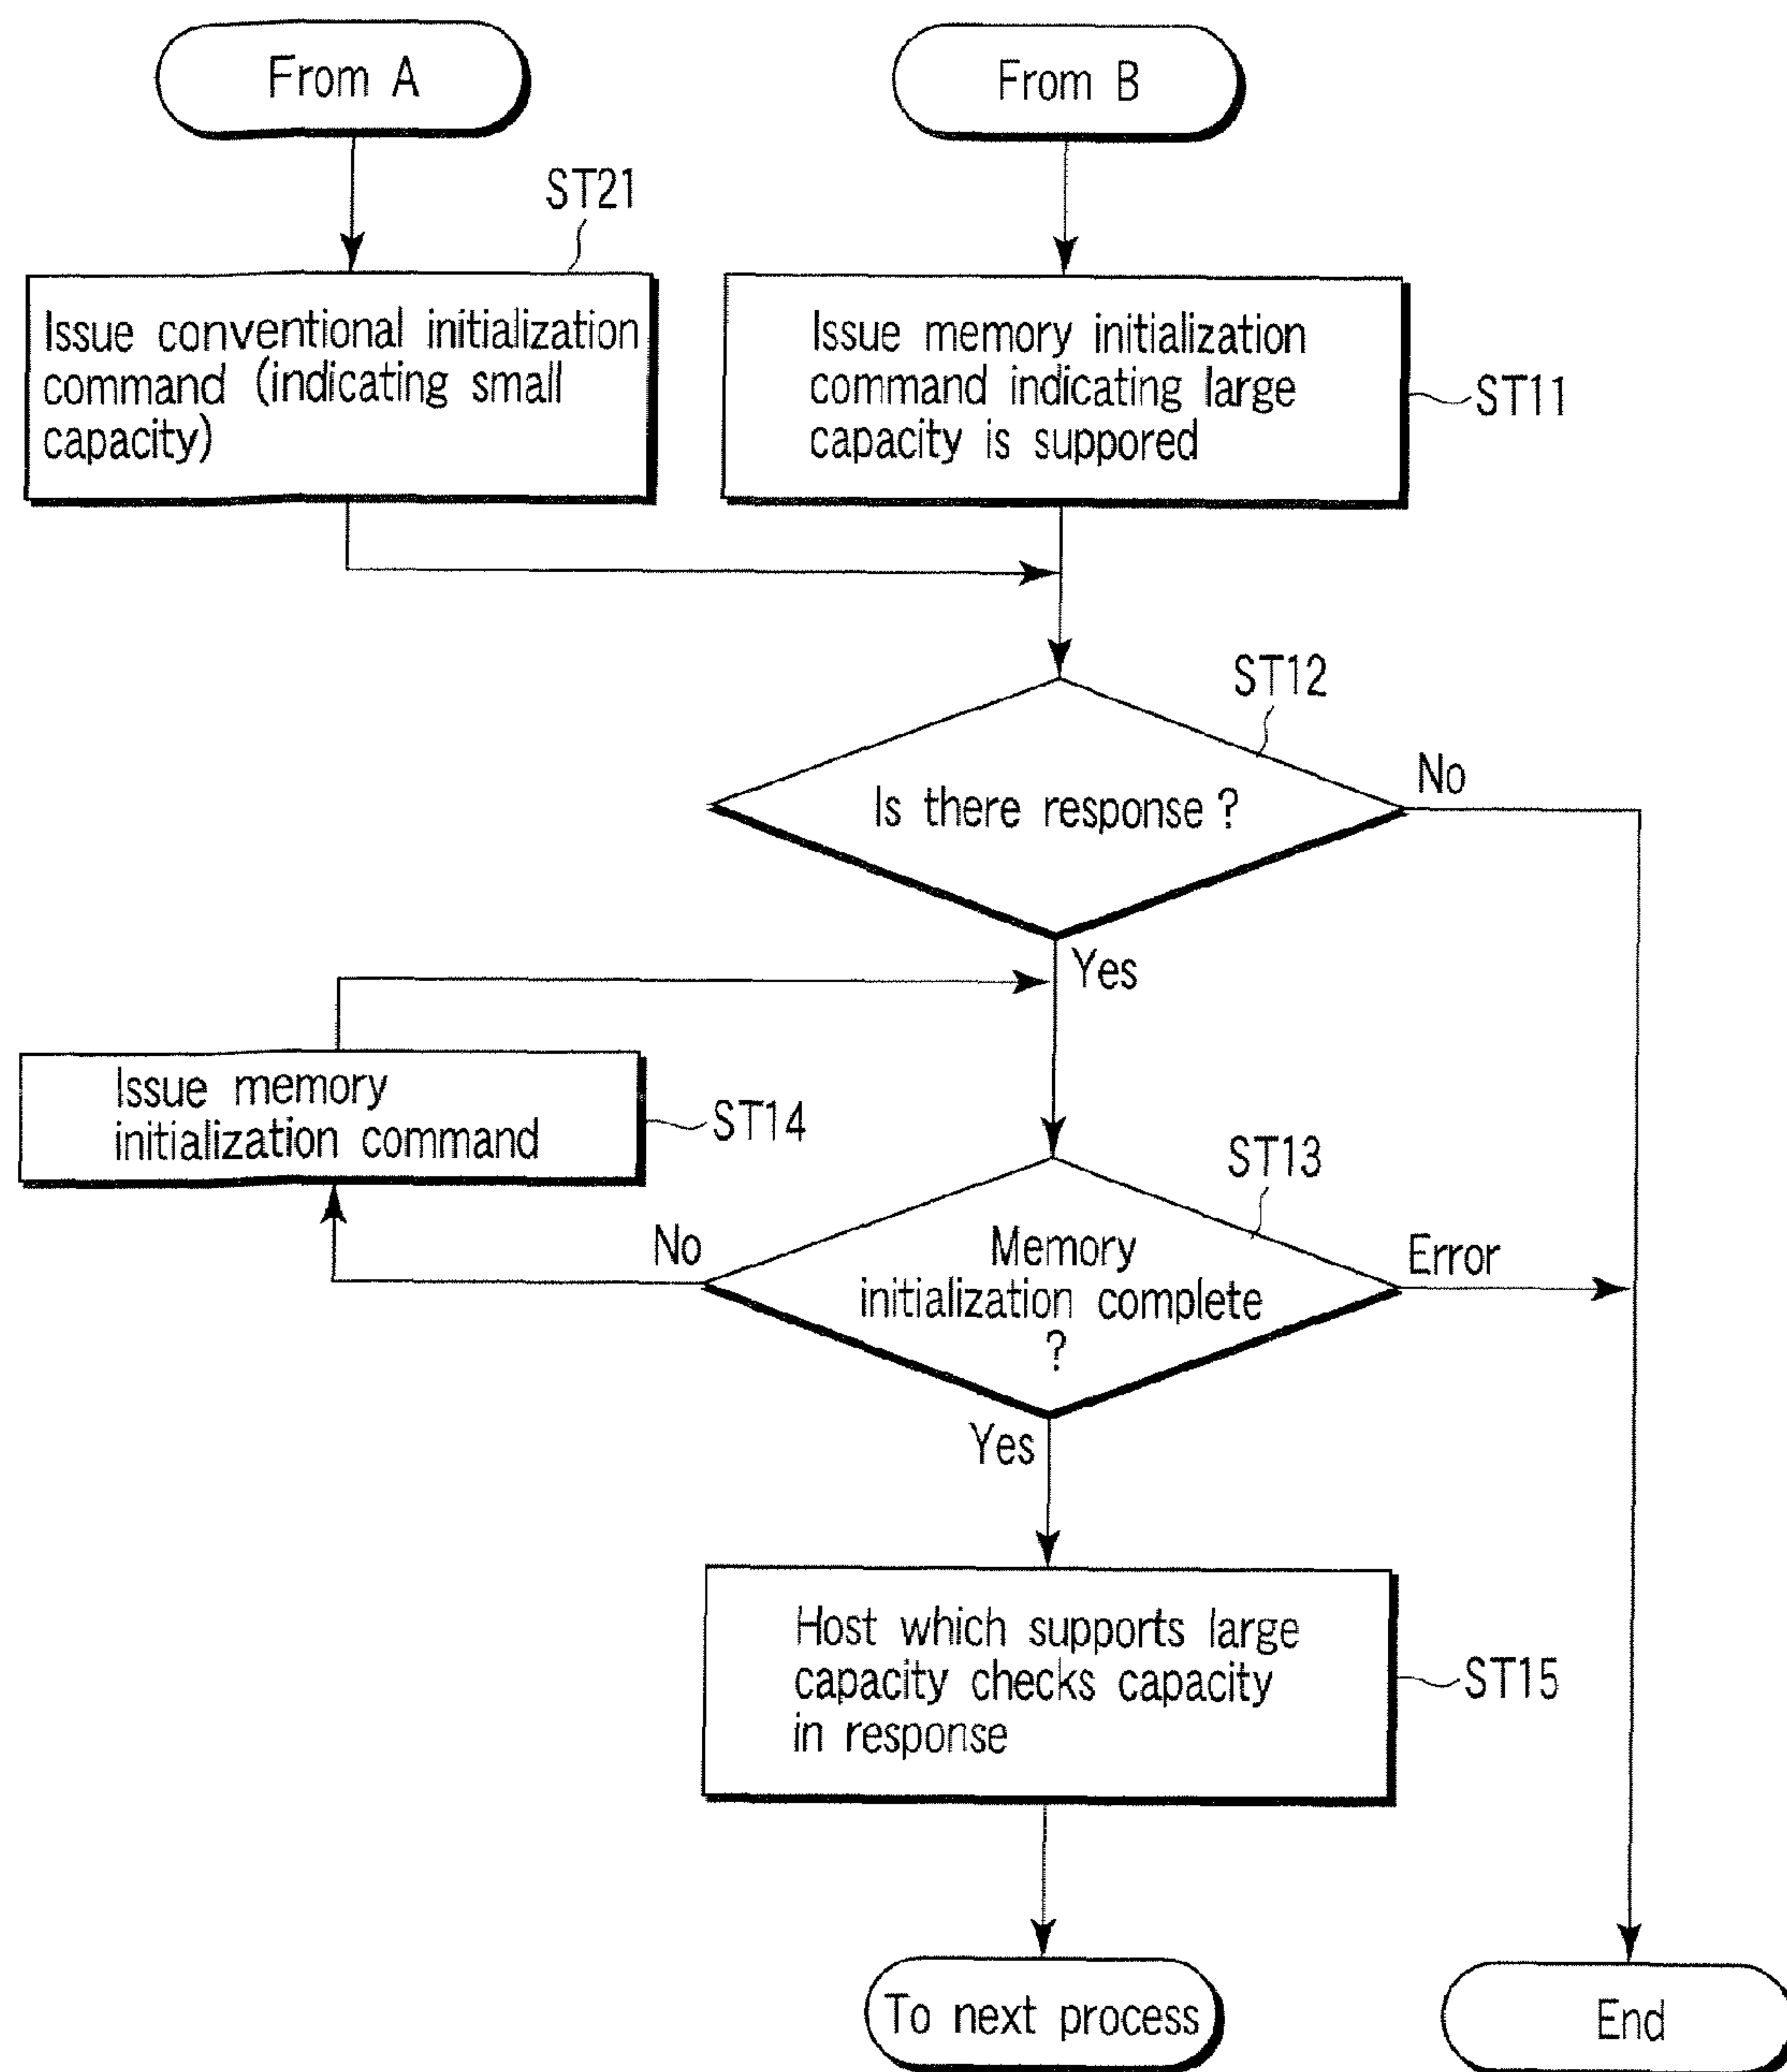 From A
From B
ST21
Issue conventional initialization
command (indicating small
capacity)
Issue memory initialization
command indicating large
capacity is suppored
ST11
ST12
Is there response ?
No
Yes
Issue memory
initialization command
ST14
ST13
No
Memory
initialization complete
?
Error
Yes
Host which supports large
capacity checks capacity
in response
ST15
To next process
End